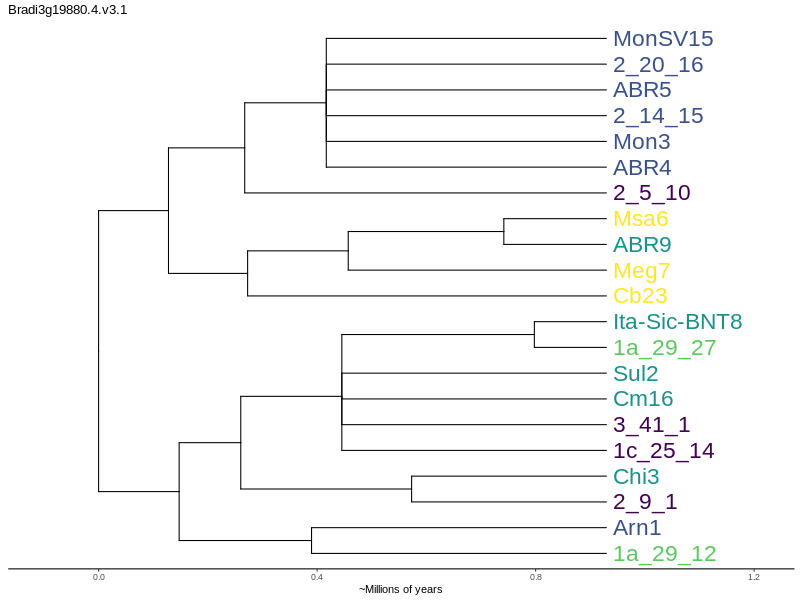 Bradi3g19880.4.v3.1
MonSV15
2_20_16
ABR5
2_14_15
Mon3
ABR4
2_5_10
Msa6
ABR9
Meg7
Cb23
Ita-Sic-BNT8
1a_29_27
Sul2
Cm16
3_41_1
1c_25_14
Chi3
2_9_1
Arn1
1a_29_12
0.0 0.4 0.8 1.2
~Millions of years